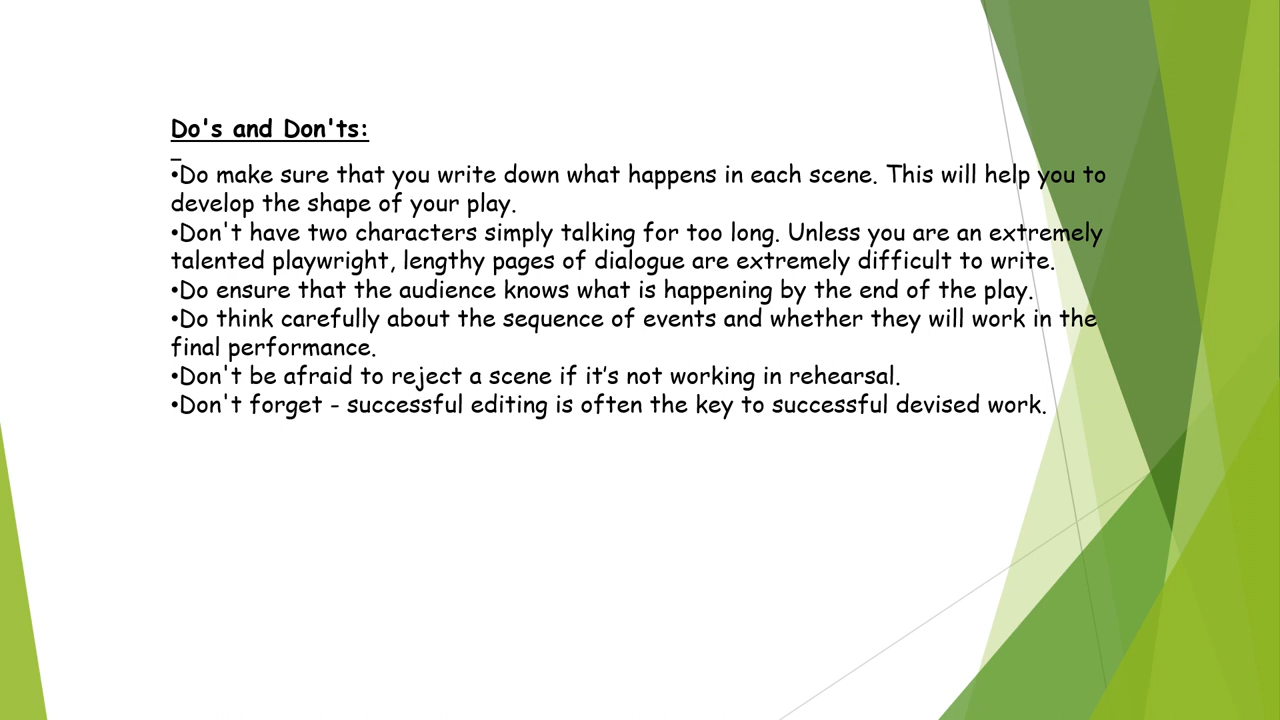 Do's and Don'ts:
•Do make sure that you write down what happens in each scene. This will help you to
develop the shape of your play.
•Don't have two characters simply talking for too long. Unless you are an extremely
talented playwright, lengthy pages of dialogue are extremely difficult to write.
•Do ensure that the audience knows what is happening by the end of the play.
•Do think carefully about the sequence of events and whether they will work in the
final performance.
•Don't be afraid to reject a scene if it’s not working in rehearsal.
•Don't forget - successful editing is often the key to successful devised work.